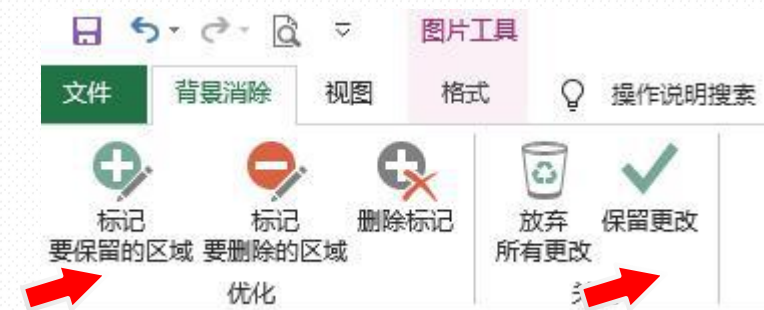 图片工具
文件 背景消除 视图 格式 操作说明搜索
标记 标记 删除标记 放弃 保留更改
要保留的区域 要删除的区域 所有更改
优化